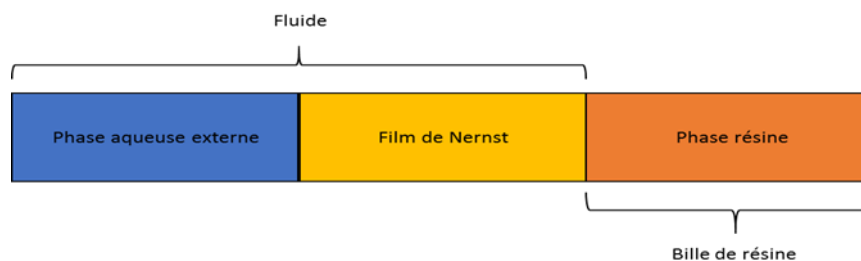 Fluide
Phase aqueuse externe
Film de Nernst
Phase résine
Bille de résine